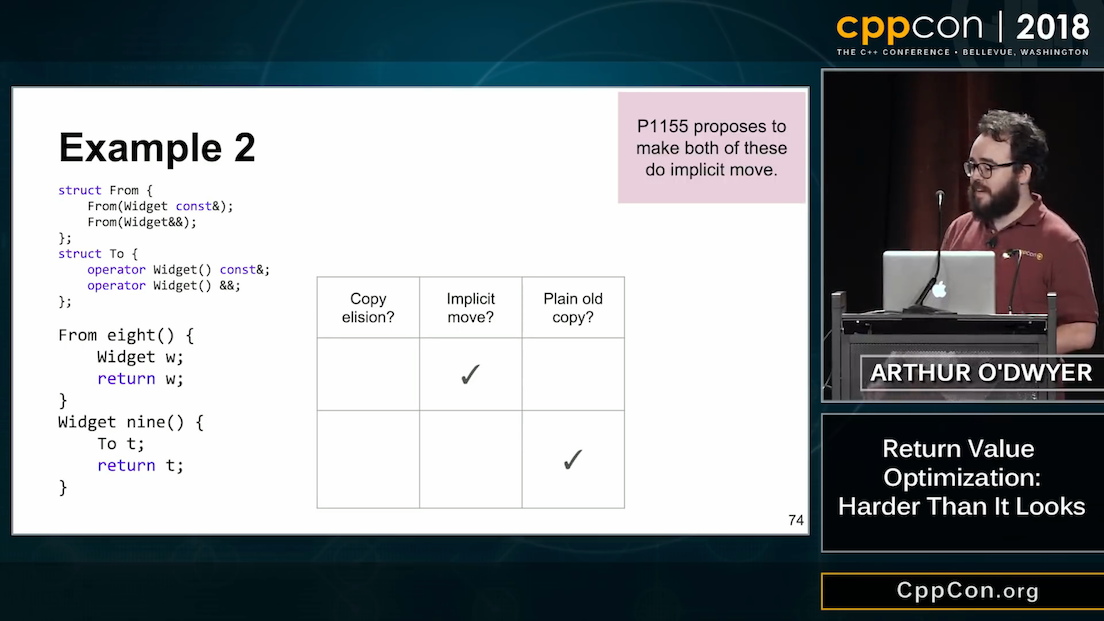 cppcon | 2018
THE C++ CONFERENCE • BELLEVUE, WASHINGTON
Example 2
P1155 proposes to
make both of these
do implicit move.
struct From {
    From(Widget const&);
    From(Widget&&);
};
struct To {
    operator Widget() const&;
    operator Widget() &&;
};
From eight() {
    Widget w;
    return w;
}
Widget nine() {
    To t;
    return t;
}
Copy
elision?
Implicit
move?
Plain old
copy?
✓
✓
74
ARTHUR O'DWYER
Return Value
Optimization:
Harder Than It Looks
CppCon.org